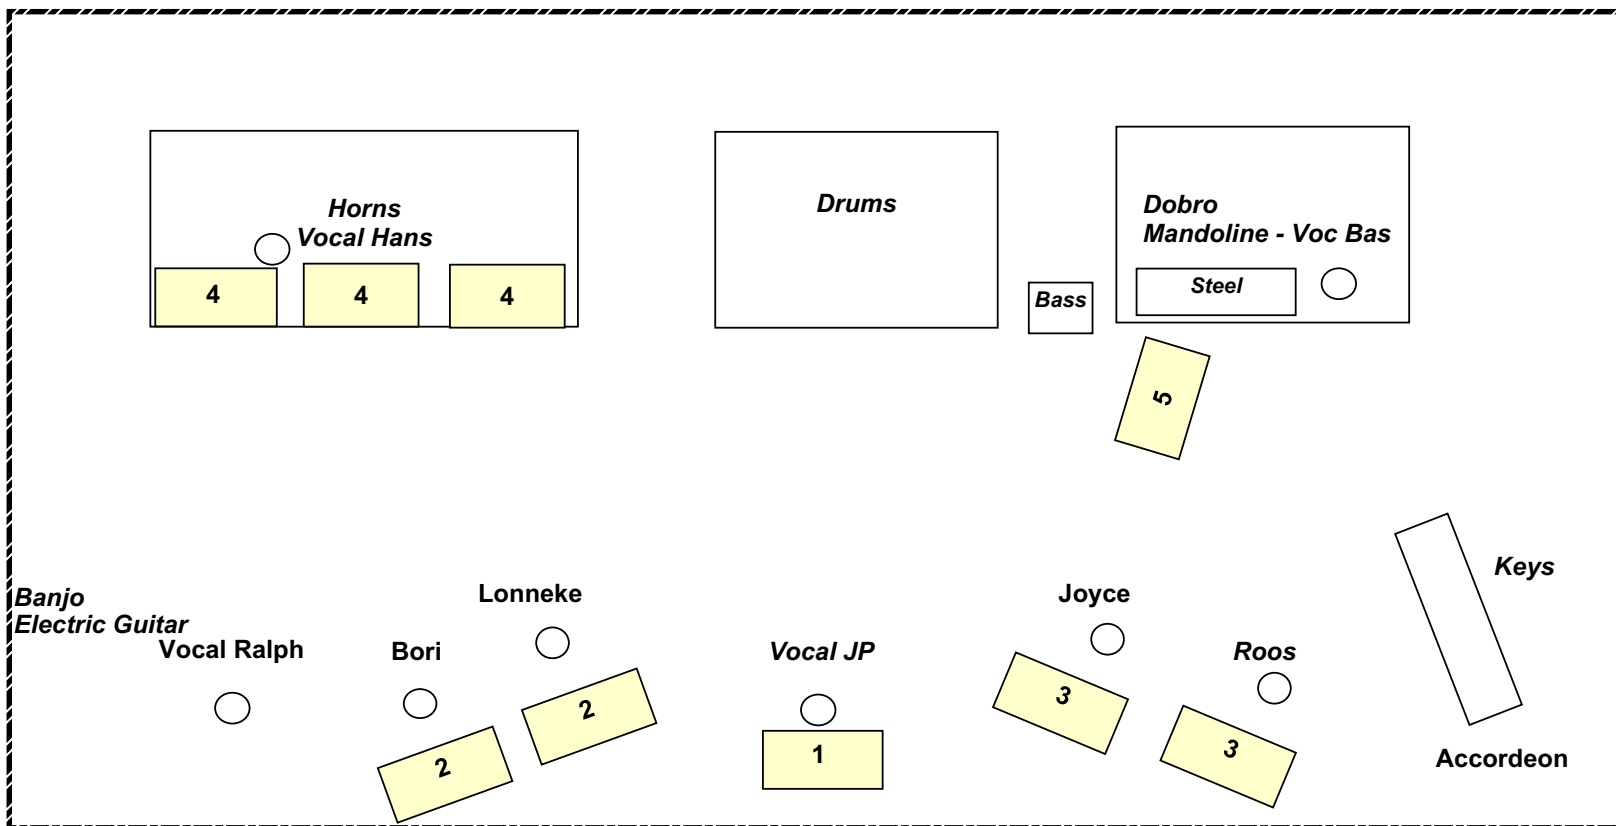 Horns
Vocal Hans
4
4
4
Drums
Bass
Dobro
Mandoline - Voc Bas
Steel
5
Banjo
Electric Guitar
Vocal Ralph
Bori
Lonneke
2
2
Vocal JP
1
Joyce
3
Roos
3
Keys
Accordeon